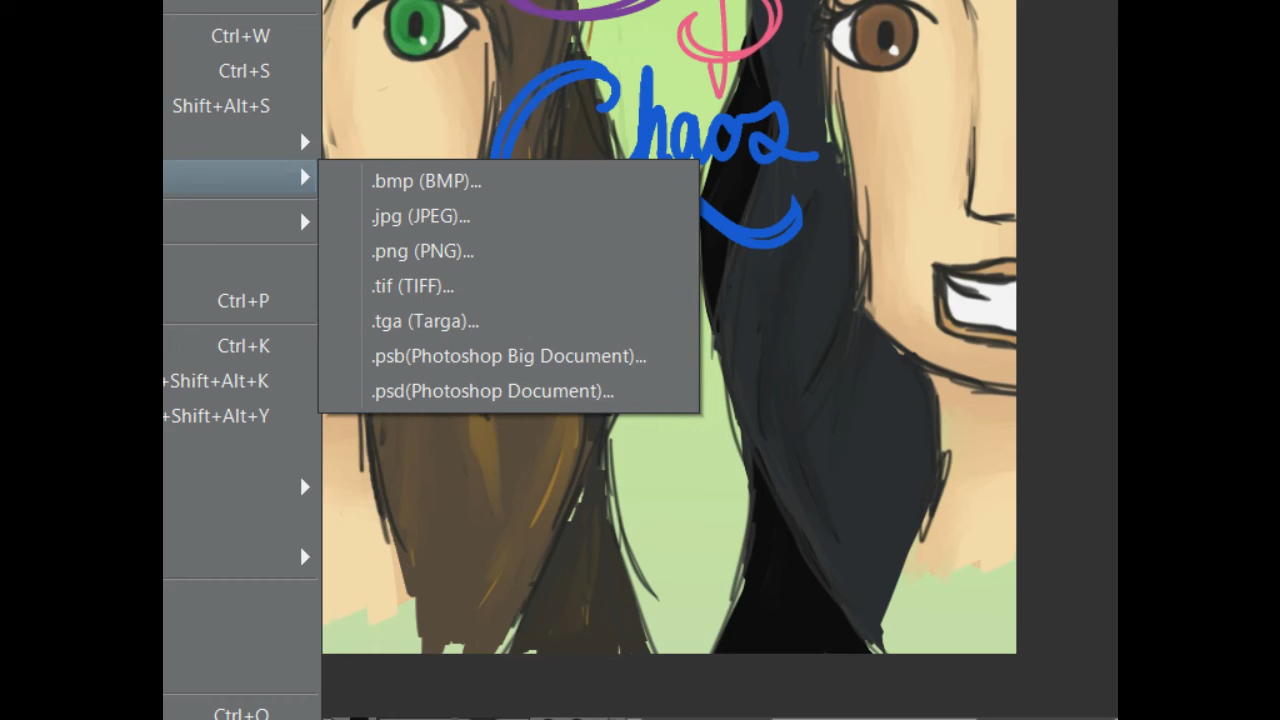 Ctrl+W
Ctrl+S
Shift+Alt+S
Ctrl+P
Ctrl+K
+Shift+Alt+K
+Shift+Alt+Y
Ctrl+Q
.bmp (BMP)...
.jpg (JPEG)...
.png (PNG)...
.tif (TIFF)...
.tga (Targa)...
.psb(Photoshop Big Document)...
.psd(Photoshop Document)...
Chaos